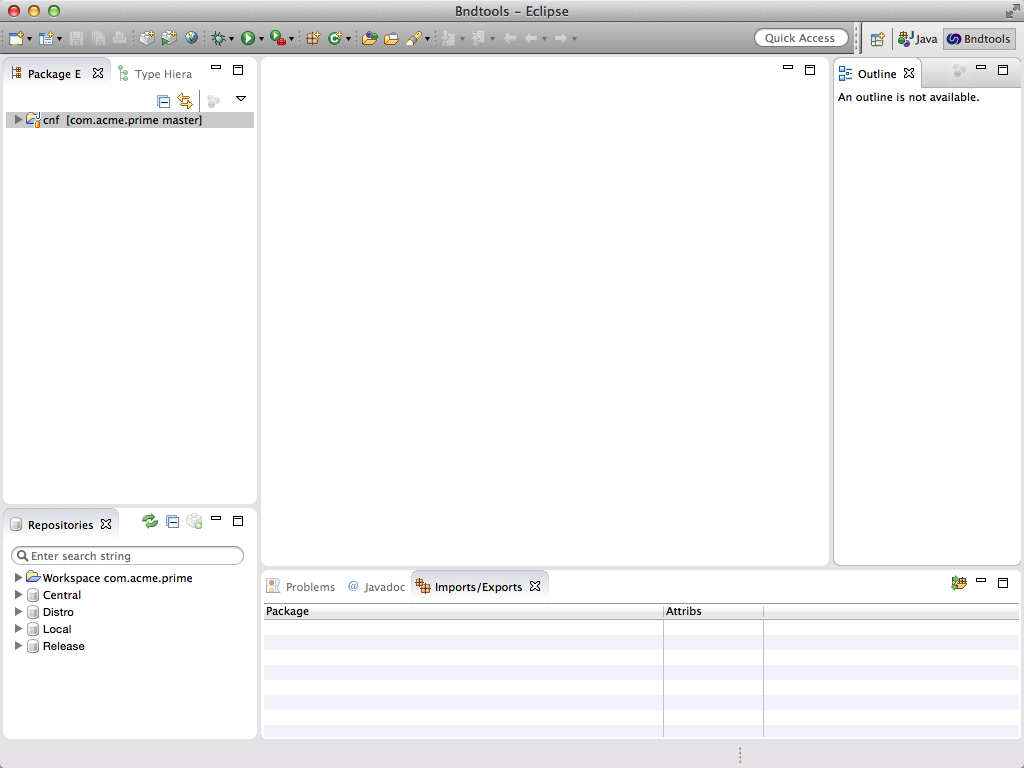 Bndtools – Eclipse
Quick Access
Java
Bndtools
Package E
Type Hiera
cnf [com.acme.prime master]
Outline
An outline is not available.
Repositories
Enter search string
Workspace com.acme.prime
Central
Distro
Local
Release
Problems
@ Javadoc
Imports/Exports
Package
Attribs